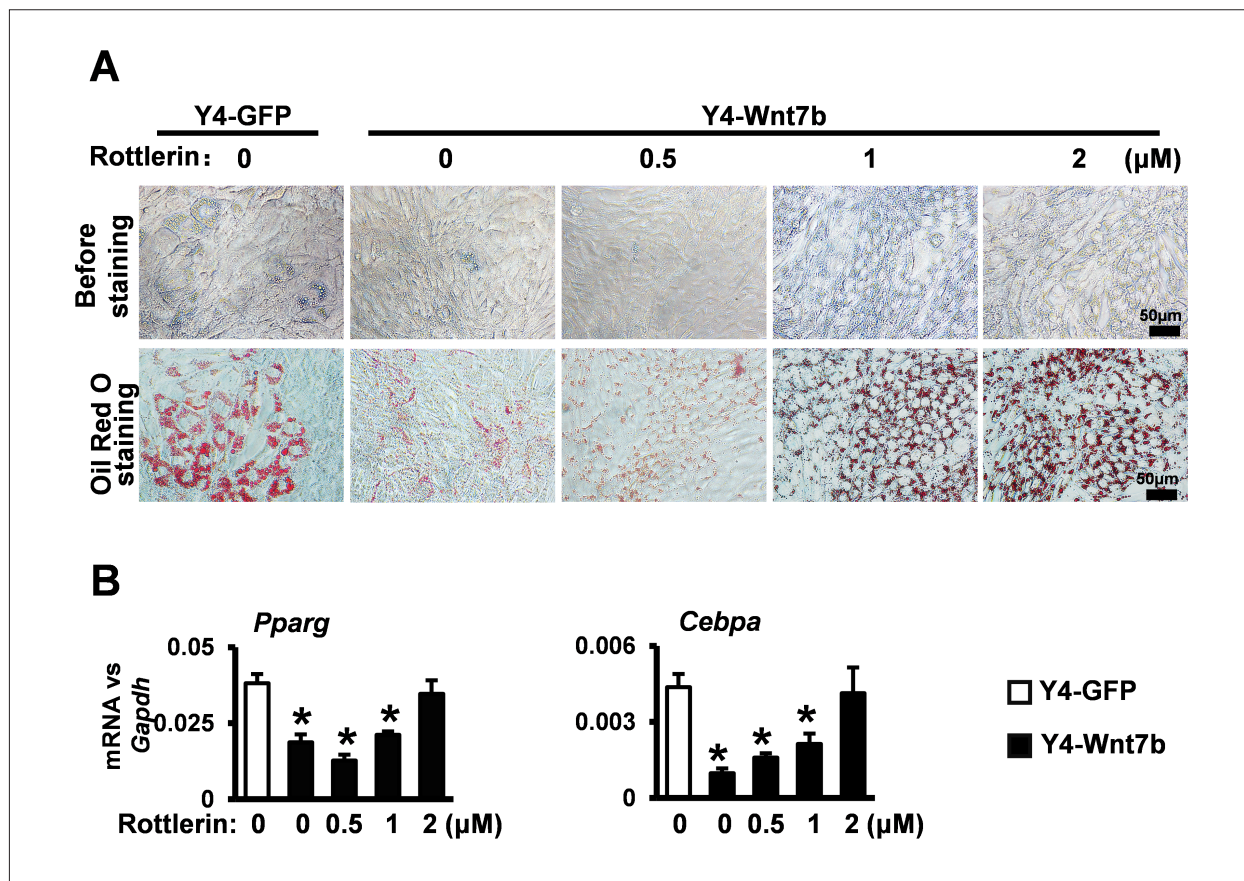 A
Y4-GFP
Y4-Wnt7b
Rottlerin: 0 0 0.5 1 2 (µM)
Before staining
50µm
Oil Red O staining
50µm
B
Pparg
Cebpa
mRNA vs Gapdh
0.05
0.025
0
* * *
Rottlerin: 0 0 0.5 1 2 (µM)
0.006
0.003
0
* * *
0 0 0.5 1 2 (µM)
Y4-GFP
Y4-Wnt7b